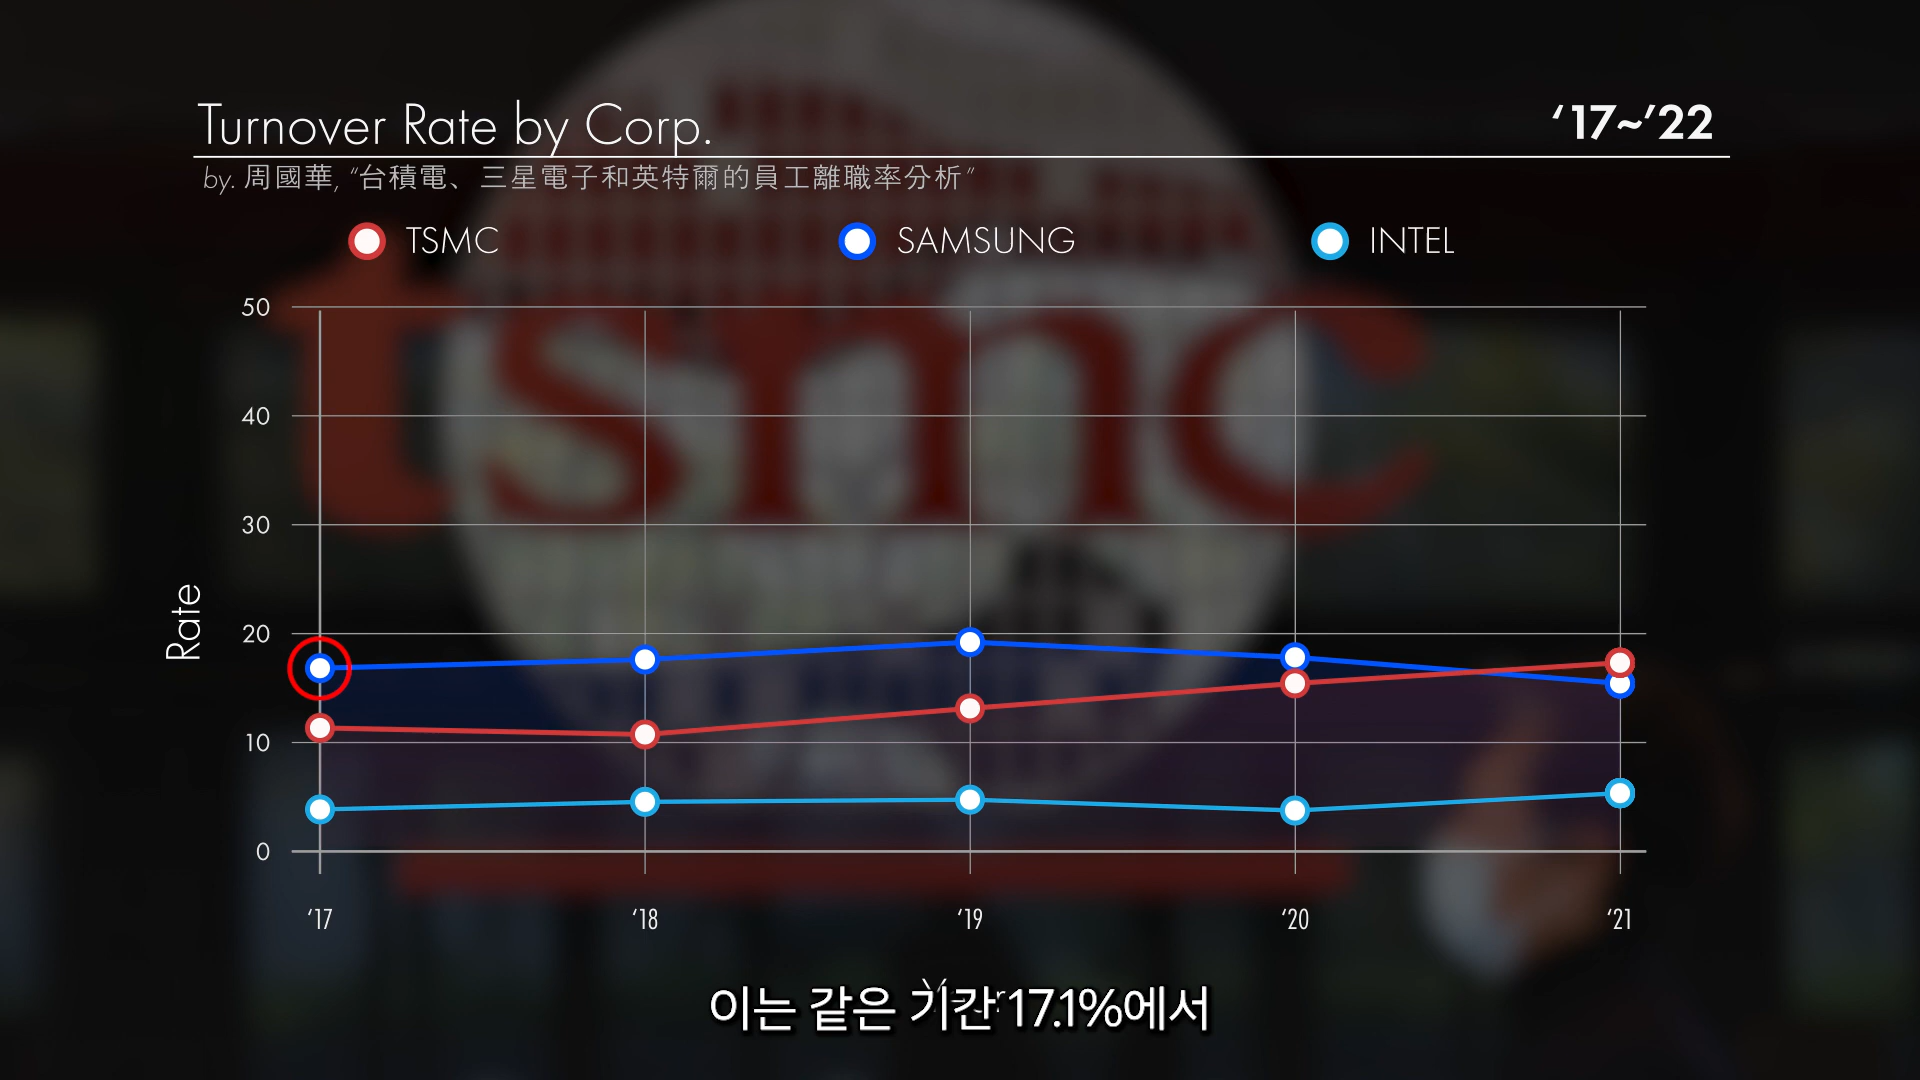 Turnover Rate by Corp.
‘17~’22
by. 周國華, “台積電、三星電子和英特爾的員工離職率分析”
TSMC
SAMSUNG
INTEL
tsmc
50
40
30
20
10
0
Rate
‘17
‘18
‘19
‘20
‘21
이는 같은 기간 17.1%에서